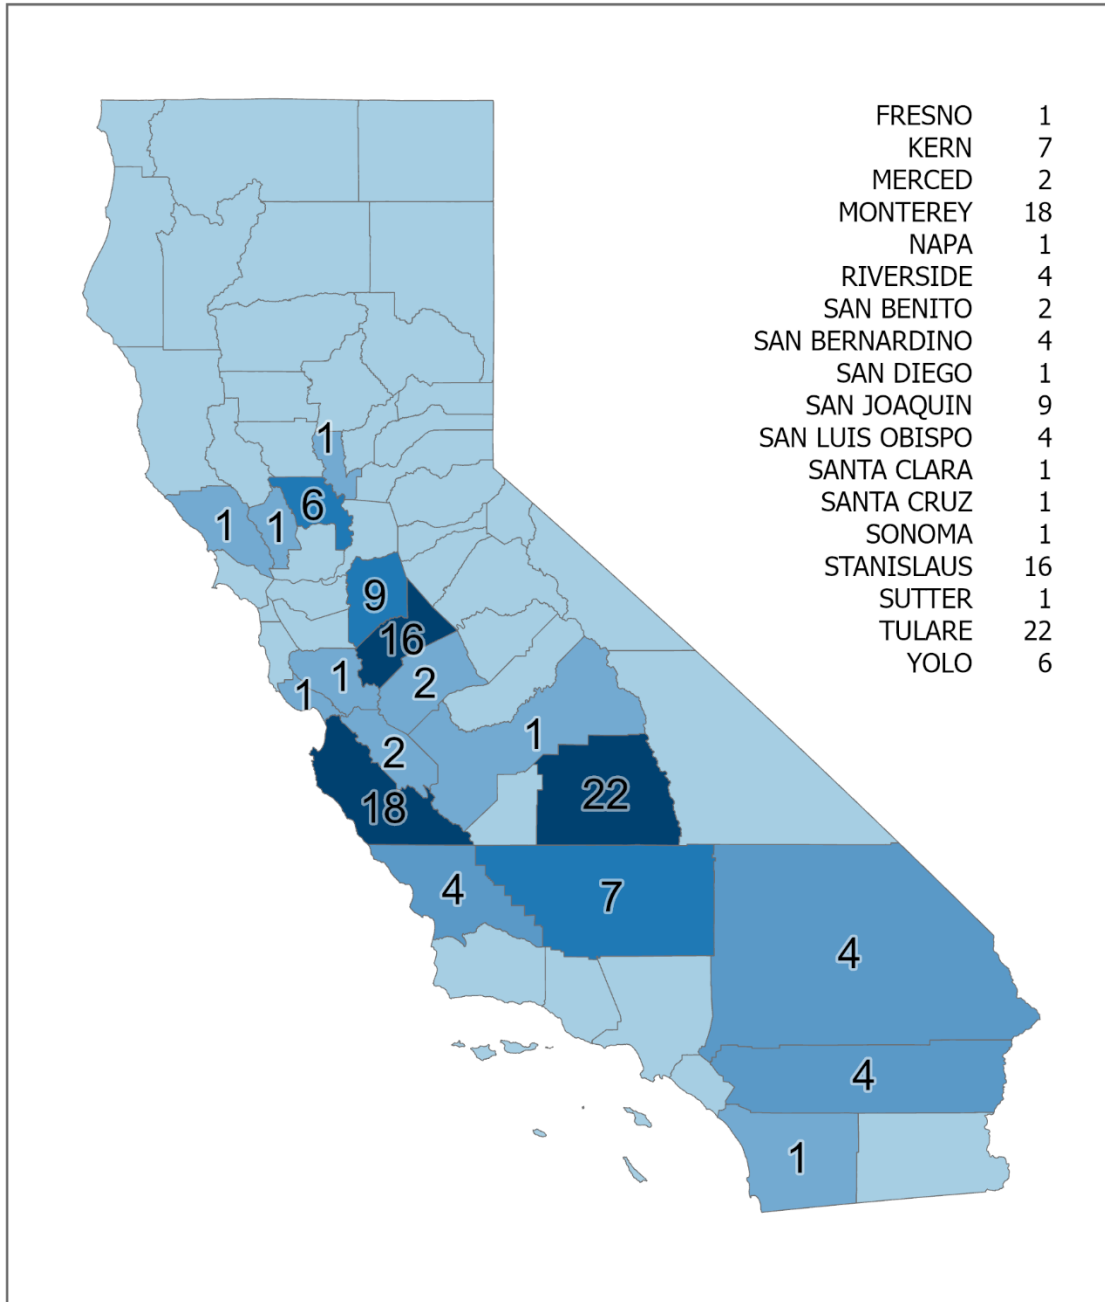 FRESNO 1
KERN 7
MERCED 2
MONTEREY 18
NAPA 1
RIVERSIDE 4
SAN BENITO 2
SAN BERNARDINO 4
SAN DIEGO 1
SAN JOAQUIN 9
SAN LUIS OBISPO 4
SANTA CLARA 1
SANTA CRUZ 1
SONOMA 1
STANISLAUS 16
SUTTER 1
TULARE 22
YOLO 6
1
6
1
1
9
16
1
2
1
1
2
22
18
4
7
4
4
1